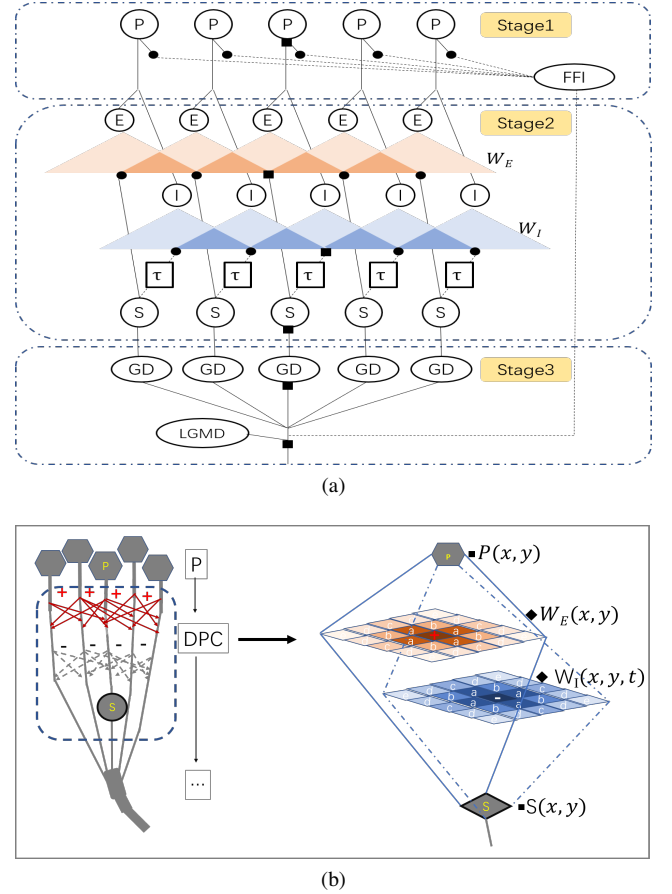 P P P P P Stage1
FFI
Stage2
E E E E E
W_E
I I I I I
W_I
τ τ τ τ τ
S S S S S
GD GD GD GD GD Stage3
LGMD
(a)
P P P P(x, y)
+ + + +
W_E(x, y)
- - - - DPC
W_I(x, y, t)
S
...
S S(x, y)
(b)